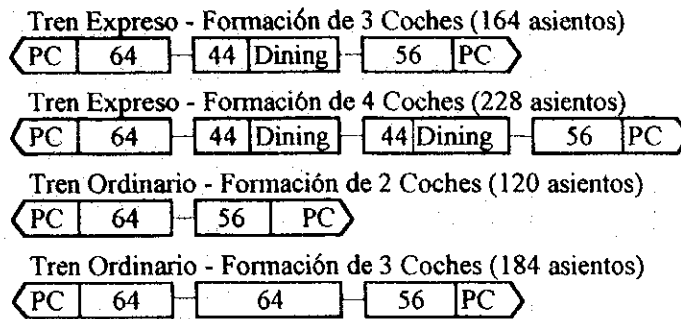 Tren Expreso - Formación de 3 Coches (164 asientos)
PC 64 44 Dining 56 PC
Tren Expreso - Formación de 4 Coches (228 asientos)
PC 64 44 Dining 44 Dining 56 PC
Tren Ordinario - Formación de 2 Coches (120 asientos)
PC 64 56 PC
Tren Ordinario - Formación de 3 Coches (184 asientos)
PC 64 64 56 PC